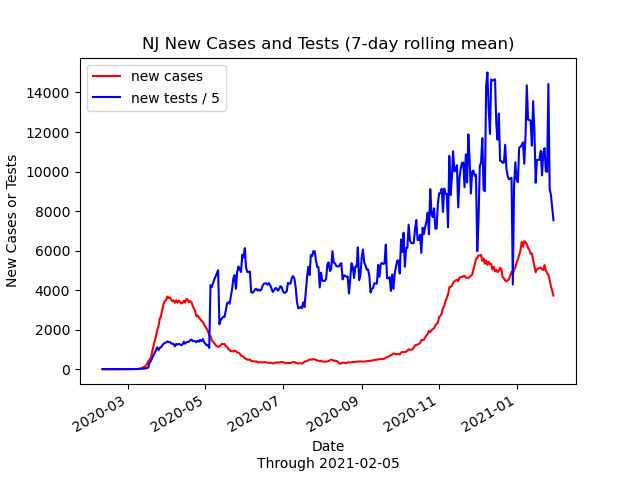 NJ New Cases and Tests (7-day rolling mean)
new cases
new tests / 5
New Cases or Tests
14000
12000
10000
8000
6000
4000
2000
0
2020-03
2020-05
2020-07
2020-09
2020-11
2021-01
Date
Through 2021-02-05